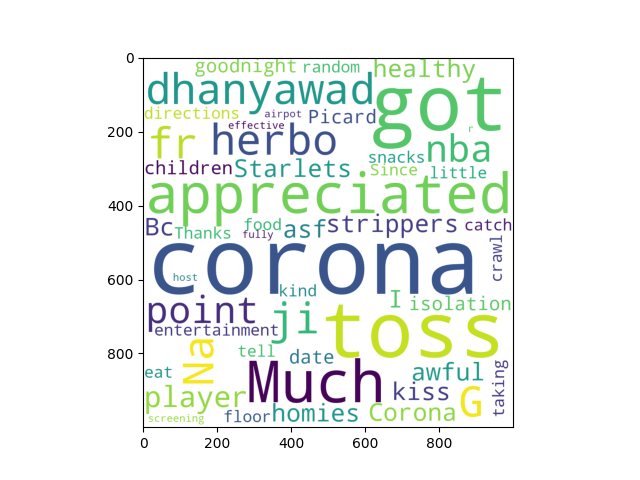 0
goodnight random healthy
dhanyawad got
directions airpot Picard
effective r
200
fr herbo nba
snacks
children Starlets Since little
appreciated
400
Bc Thanks food asf strippers catch
fully
corona crawl
host
600
kind
point ji I isolation
toss
entertainment
Na tell date
800
eat Much awful
player kiss G taking
screening floor homies Corona
0 200 400 600 800